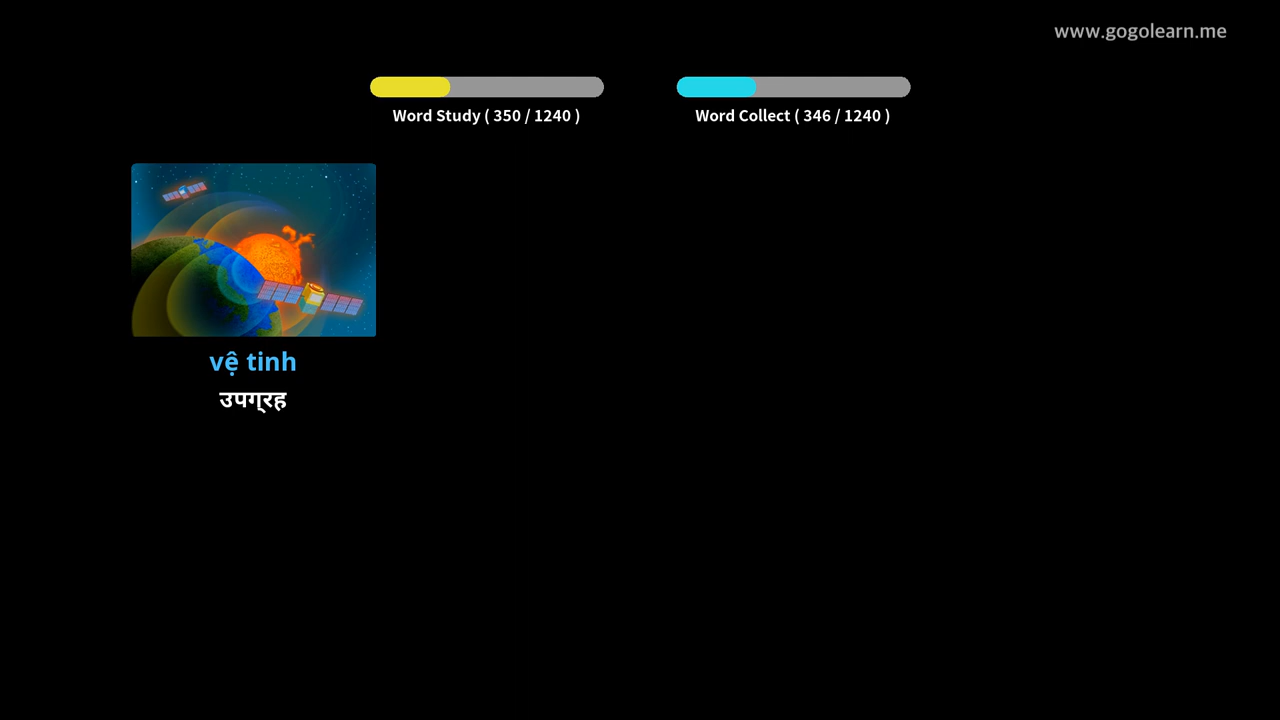 www.gogolearn.me
Word Study ( 350 / 1240 )
Word Collect ( 346 / 1240 )
vệ tinh
उपग्रह